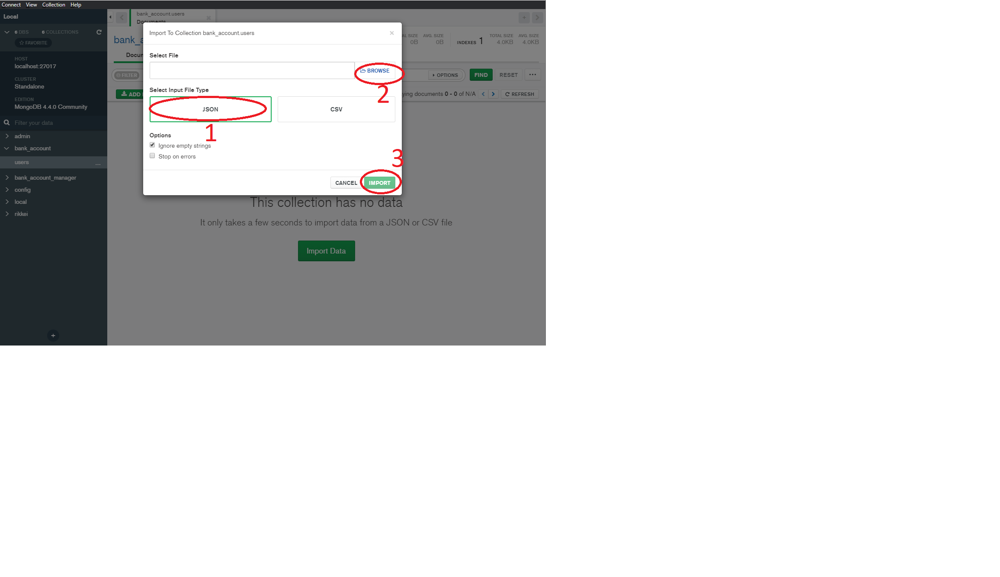 Connect View Collection Help
Local
6 DBS 6 COLLECTIONS
FAVORITE
HOST
localhost:27017
CLUSTER
Standalone
EDITION
MongoDB 4.4.0 Community
Filter your data
admin
bank_account
users ...
bank_account_manager
config
local
rikkei
+
bank_account.users
Documents
bank_a
AL SIZE AVG. SIZE
0B 0B
INDEXES 1
TOTAL SIZE AVG. SIZE
4.0KB 4.0KB
Docum
FILTER
OPTIONS
FIND
RESET
...
ADD
ying documents 0 - 0 of N/A
REFRESH
Import To Collection bank_account.users
×
Select File
BROWSE
2
Select Input File Type
JSON
CSV
1
Options
Ignore empty strings
Stop on errors
3
CANCEL
IMPORT
This collection has no data
It only takes a few seconds to import data from a JSON or CSV file
Import Data